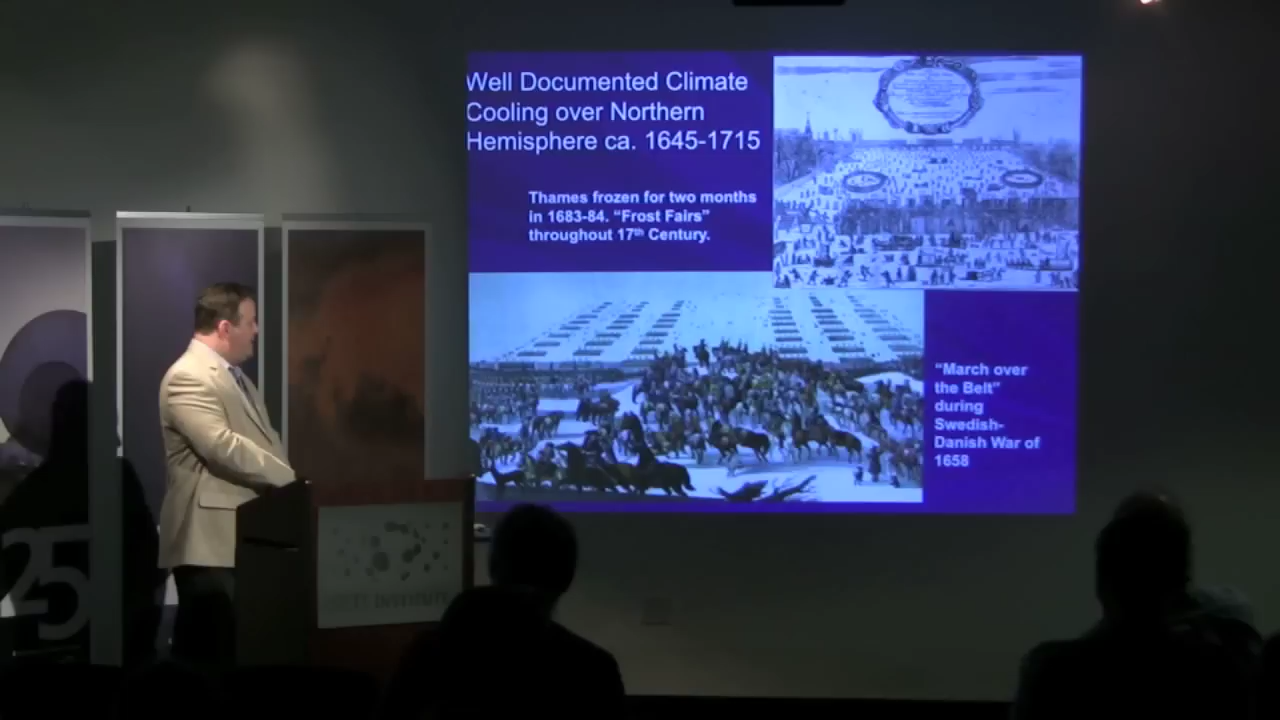 Well Documented Climate
Cooling over Northern
Hemisphere ca. 1645-1715
Thames frozen for two months
in 1683-84. “Frost Fairs”
throughout 17th Century.
“March over
the Belt”
during
Swedish-
Danish War of
1658
25
INSTITUTE